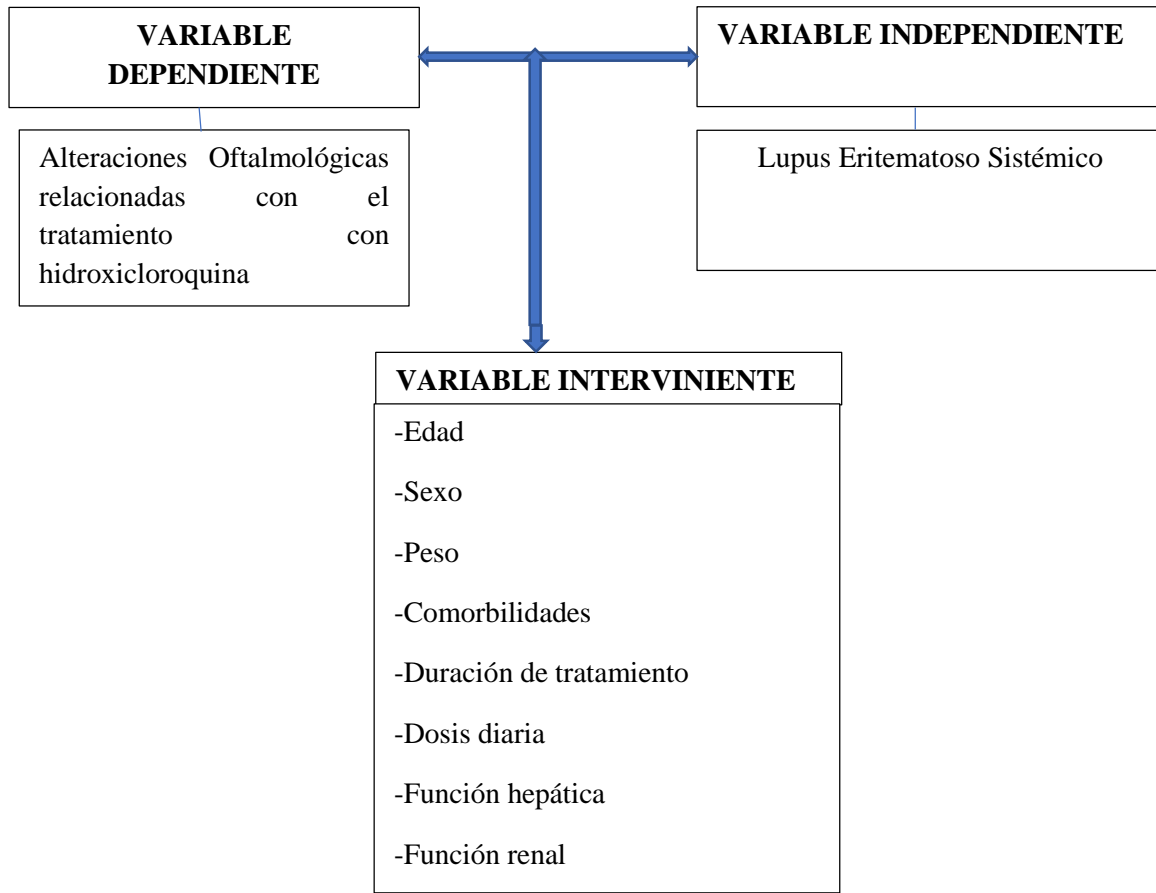 VARIABLE
DEPENDIENTE
VARIABLE INDEPENDIENTE
Alteraciones Oftalmológicas
relacionadas con el
tratamiento con
hidroxicloroquina
Lupus Eritematoso Sistémico
VARIABLE INTERVINIENTE
-Edad
-Sexo
-Peso
-Comorbilidades
-Duración de tratamiento
-Dosis diaria
-Función hepática
-Función renal